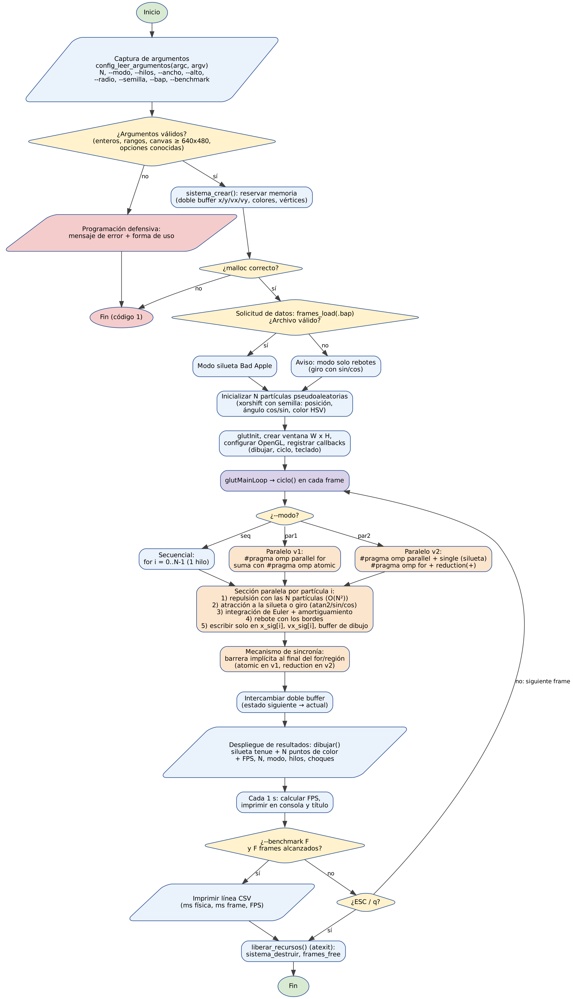 Inicio
Captura de argumentos
config_leer_argumentos(argc, argv)
N, --modo, --hilos, --ancho, --alto,
--radio, --semilla, --bap, --benchmark
¿Argumentos válidos?
(enteros, rangos, canvas ≥ 640x480,
opciones conocidas)
no
sí
sistema_crear(): reservar memoria
(doble buffer x/y/vx/vy, colores, vértices)
Programación defensiva:
mensaje de error + forma de uso
¿malloc correcto?
no
sí
Fin (código 1)
Solicitud de datos: frames_load(.bap)
¿Archivo válido?
sí
no
Modo silueta Bad Apple
Aviso: modo solo rebotes
(giro con sin/cos)
Inicializar N partículas pseudoaleatorias
(xorshift con semilla: posición,
ángulo cos/sin, color HSV)
glutInit, crear ventana W x H,
configurar OpenGL, registrar callbacks
(dibujar, ciclo, teclado)
glutMainLoop → ciclo() en cada frame
¿--modo?
seq
par1
par2
Secuencial:
for i = 0..N-1 (1 hilo)
Paralelo v1:
#pragma omp parallel for
suma con #pragma omp atomic
Paralelo v2:
#pragma omp parallel + single (silueta)
#pragma omp for + reduction(+)
Sección paralela por partícula i:
1) repulsión con las N partículas (O(N²))
2) atracción a la silueta o giro (atan2/sin/cos)
3) integración de Euler + amortiguamiento
4) rebote con los bordes
5) escribir solo en x_sig[i], vx_sig[i], buffer de dibujo
Mecanismo de sincronía:
barrera implícita al final del for/región
(atomic en v1, reduction en v2)
no: siguiente frame
Intercambiar doble buffer
(estado siguiente → actual)
Despliegue de resultados: dibujar()
silueta tenue + N puntos de color
+ FPS, N, modo, hilos, choques
Cada 1 s: calcular FPS,
imprimir en consola y título
¿--benchmark F
y F frames alcanzados?
sí
no
Imprimir línea CSV
(ms física, ms frame, FPS)
¿ESC / q?
sí
liberar_recursos() (atexit):
sistema_destruir, frames_free
Fin